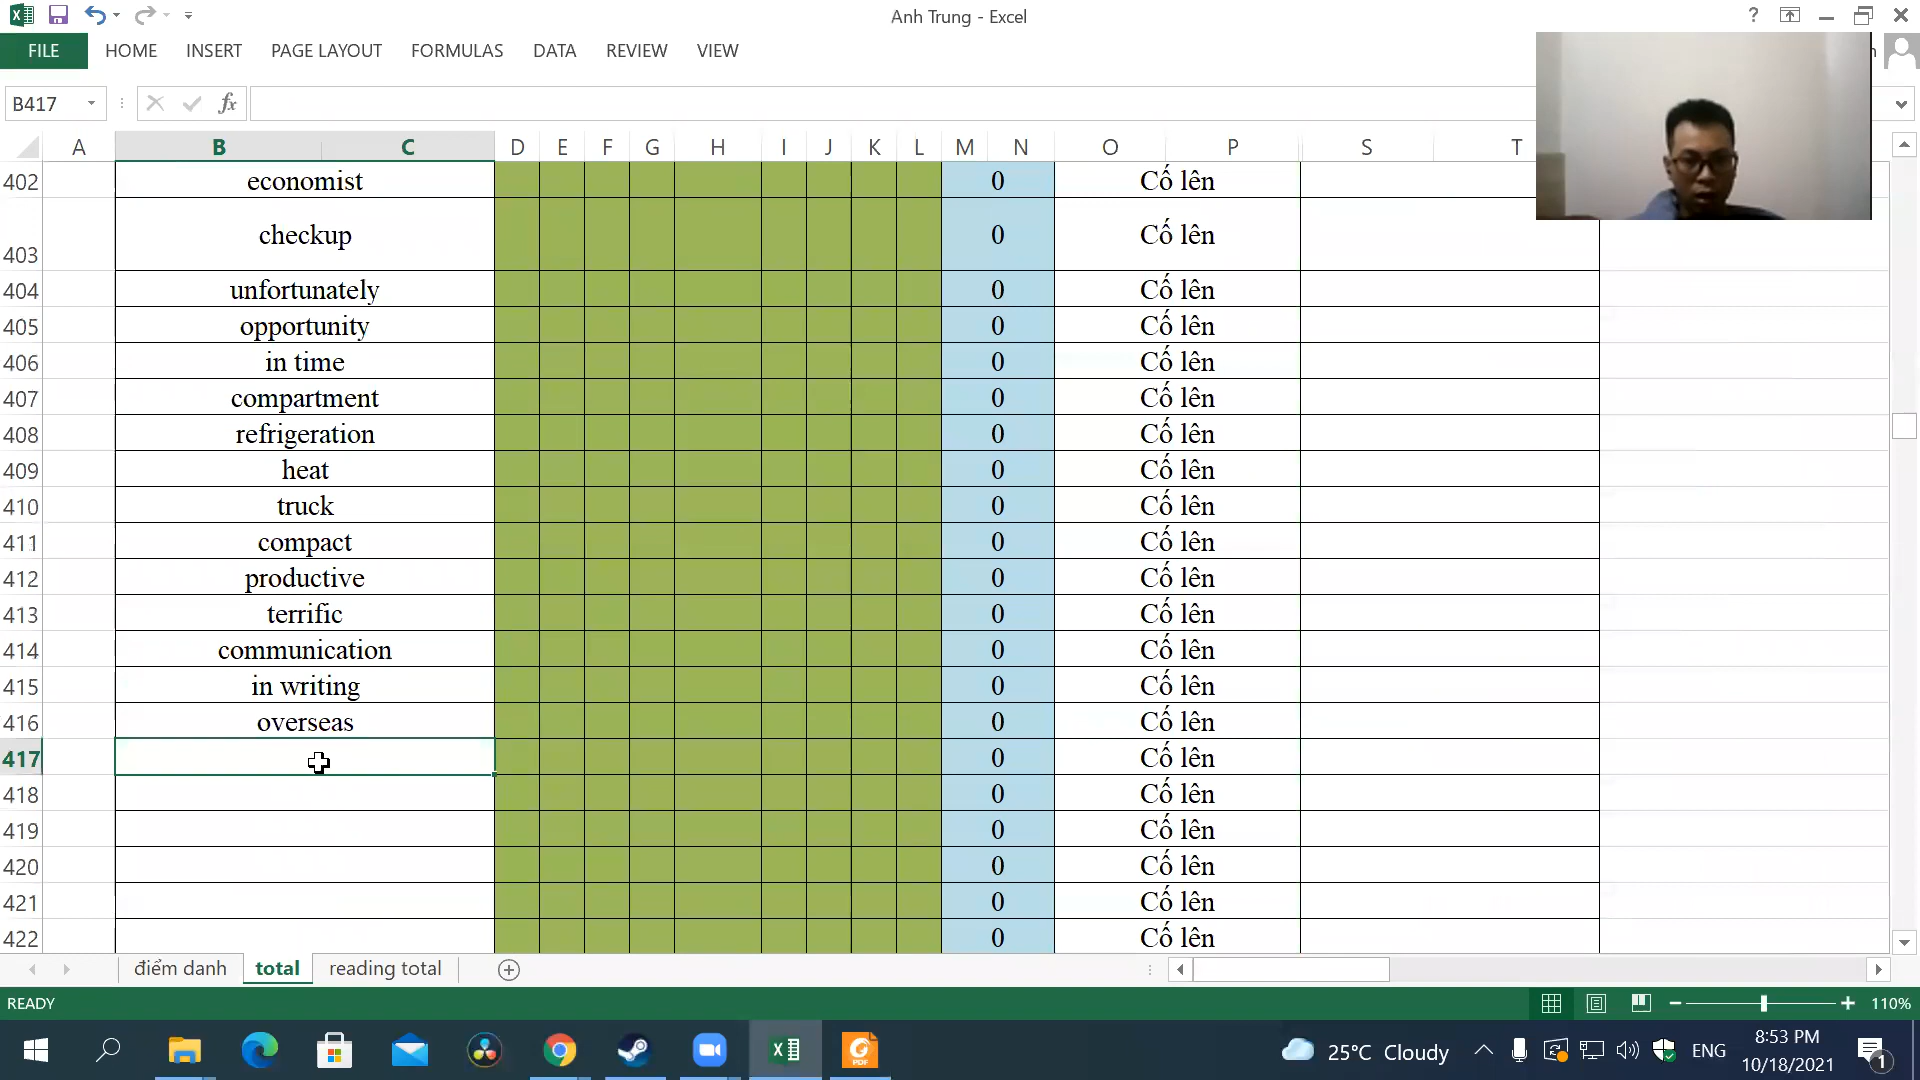 Anh Trung - Excel
?
FILE HOME INSERT PAGE LAYOUT FORMULAS DATA REVIEW VIEW
B417 fx
A B C D E F G H I J K L M N O P S T
402 economist 0 Cố lên
403 checkup 0 Cố lên
404 unfortunately 0 Cố lên
405 opportunity 0 Cố lên
406 in time 0 Cố lên
407 compartment 0 Cố lên
408 refrigeration 0 Cố lên
409 heat 0 Cố lên
410 truck 0 Cố lên
411 compact 0 Cố lên
412 productive 0 Cố lên
413 terrific 0 Cố lên
414 communication 0 Cố lên
415 in writing 0 Cố lên
416 overseas 0 Cố lên
417 0 Cố lên
418 0 Cố lên
419 0 Cố lên
420 0 Cố lên
421 0 Cố lên
422 0 Cố lên
điểm danh total reading total
READY 110%
25°C Cloudy ENG 8:53 PM
10/18/2021
1
PDF